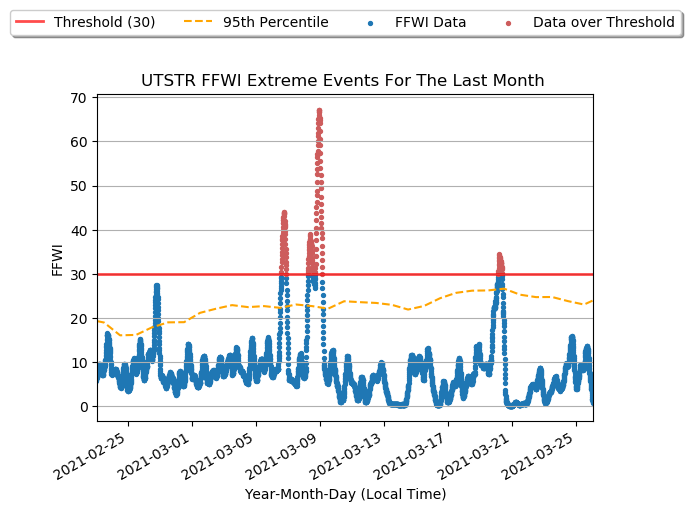 Threshold (30) 95th Percentile FFWI Data Data over Threshold
UTSTR FFWI Extreme Events For The Last Month
70
60
50
40
30
20
10
0
FFWI
2021-02-25 2021-03-01 2021-03-05 2021-03-09 2021-03-13 2021-03-17 2021-03-21 2021-03-25
Year-Month-Day (Local Time)